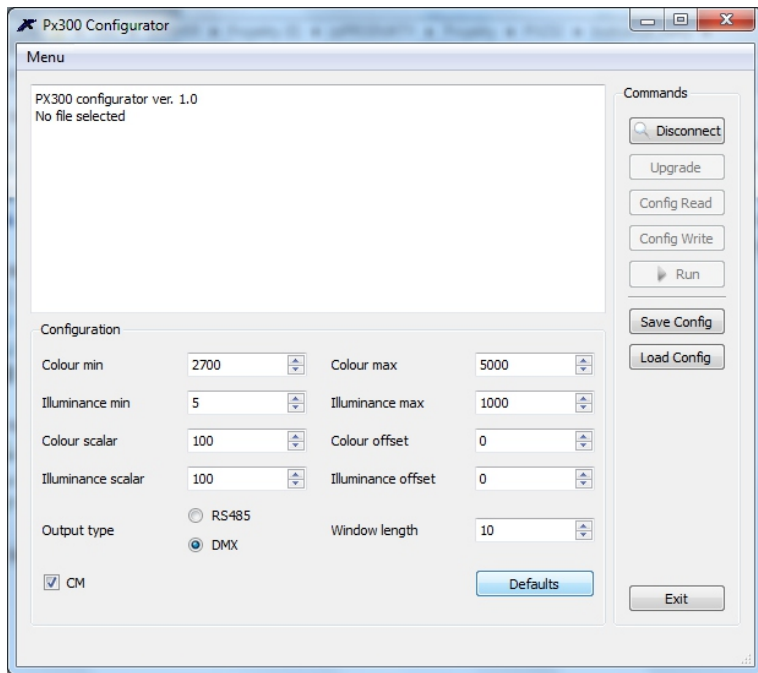 Px300 Configurator
Menu
PX300 configurator ver. 1.0
No file selected
Commands
Disconnect
Upgrade
Config Read
Config Write
Run
Save Config
Load Config
Configuration
Colour min 2700 Colour max 5000
Illuminance min 5 Illuminance max 1000
Colour scalar 100 Colour offset 0
Illuminance scalar 100 Illuminance offset 0
Output type RS485 DMX Window length 10
CM Defaults
Exit